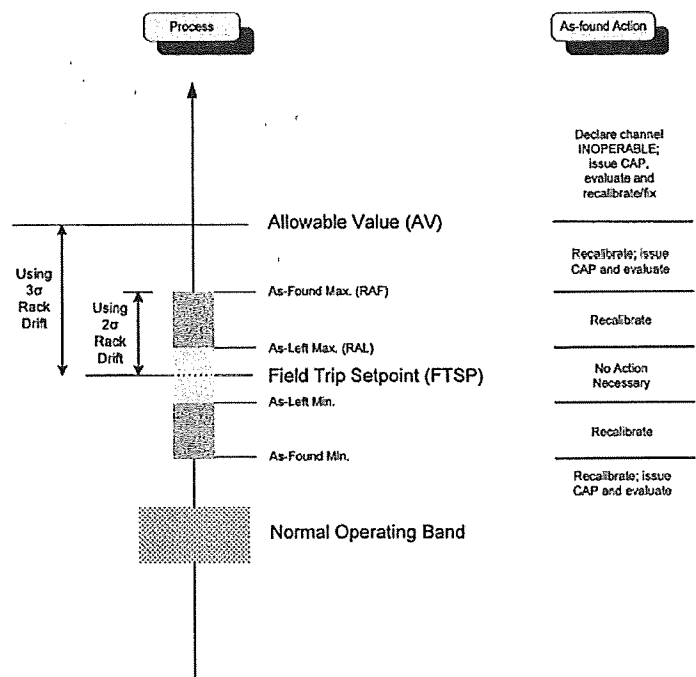 Process
As-found Action
Declare channel
INOPERABLE;
issue CAP,
evaluate and
recalibrate/fix
Allowable Value (AV)
Using
3σ
Rack
Drift
Using
2σ
Rack
Drift
Recalibrate; issue
CAP and evaluate
As-Found Max. (RAF)
Recalibrate
As-Left Max. (RAL)
Field Trip Setpoint (FTSP)
No Action
Necessary
As-Left Min.
Recalibrate
As-Found Min.
Recalibrate; issue
CAP and evaluate
Normal Operating Band